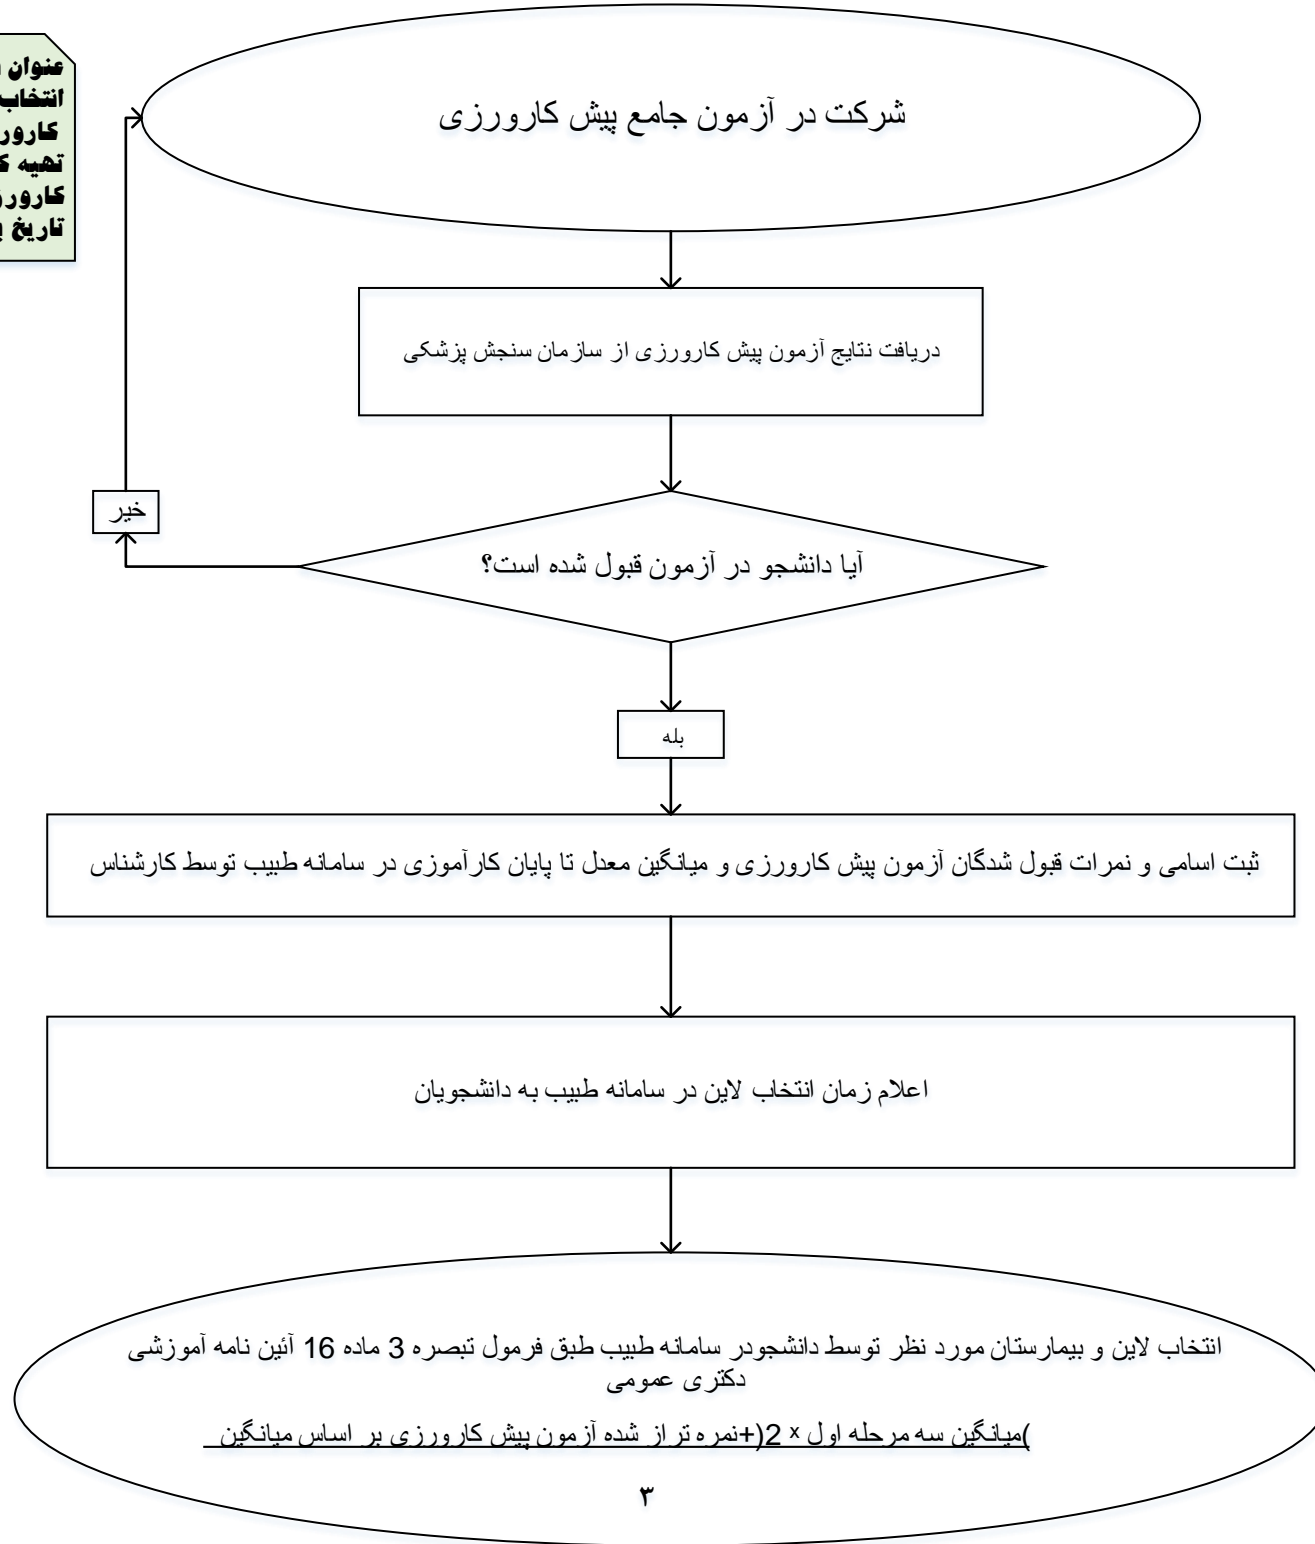 عنوان
انتخاب
تهیه
تاریخ
شرکت در آزمون جامع پیش کارورزی
دریافت نتایج آزمون پیش کارورزی از سازمان سنجش پزشکی
آیا دانشجو در آزمون قبول شده است؟
خیر
بله
ثبت اسامی و نمرات قبول شدگان آزمون پیش کارورزی و میانگین معدل تا پایان کارآموزی در سامانه طبیب توسط کارشناس
اعلام زمان انتخاب لاین در سامانه طبیب به دانشجویان
انتخاب لاین و بیمارستان مورد نظر توسط دانشجودر سامانه طبیب طبق فرمول تبصره 3 ماده 16 آئین نامه آموزشی
دکتری عمومی
)میانگین سه مرحله اول x 2(+نمره تراز شده آزمون پیش کارورزی بر اساس میانگین
۳